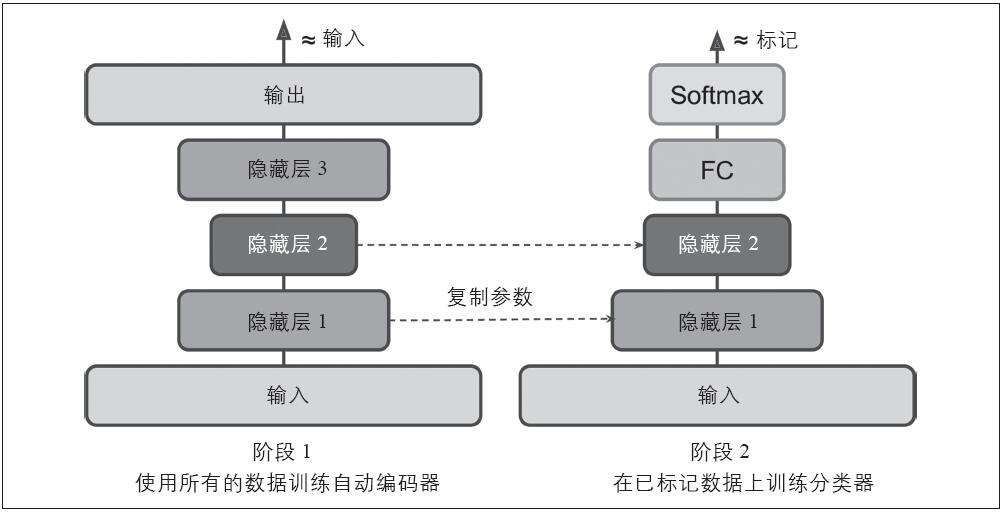 ≈ 输入
输出
隐藏层 3
隐藏层 2
隐藏层 1
输入
阶段 1
使用所有的数据训练自动编码器
复制参数
≈ 标记
Softmax
FC
隐藏层 2
隐藏层 1
输入
阶段 2
在已标记数据上训练分类器